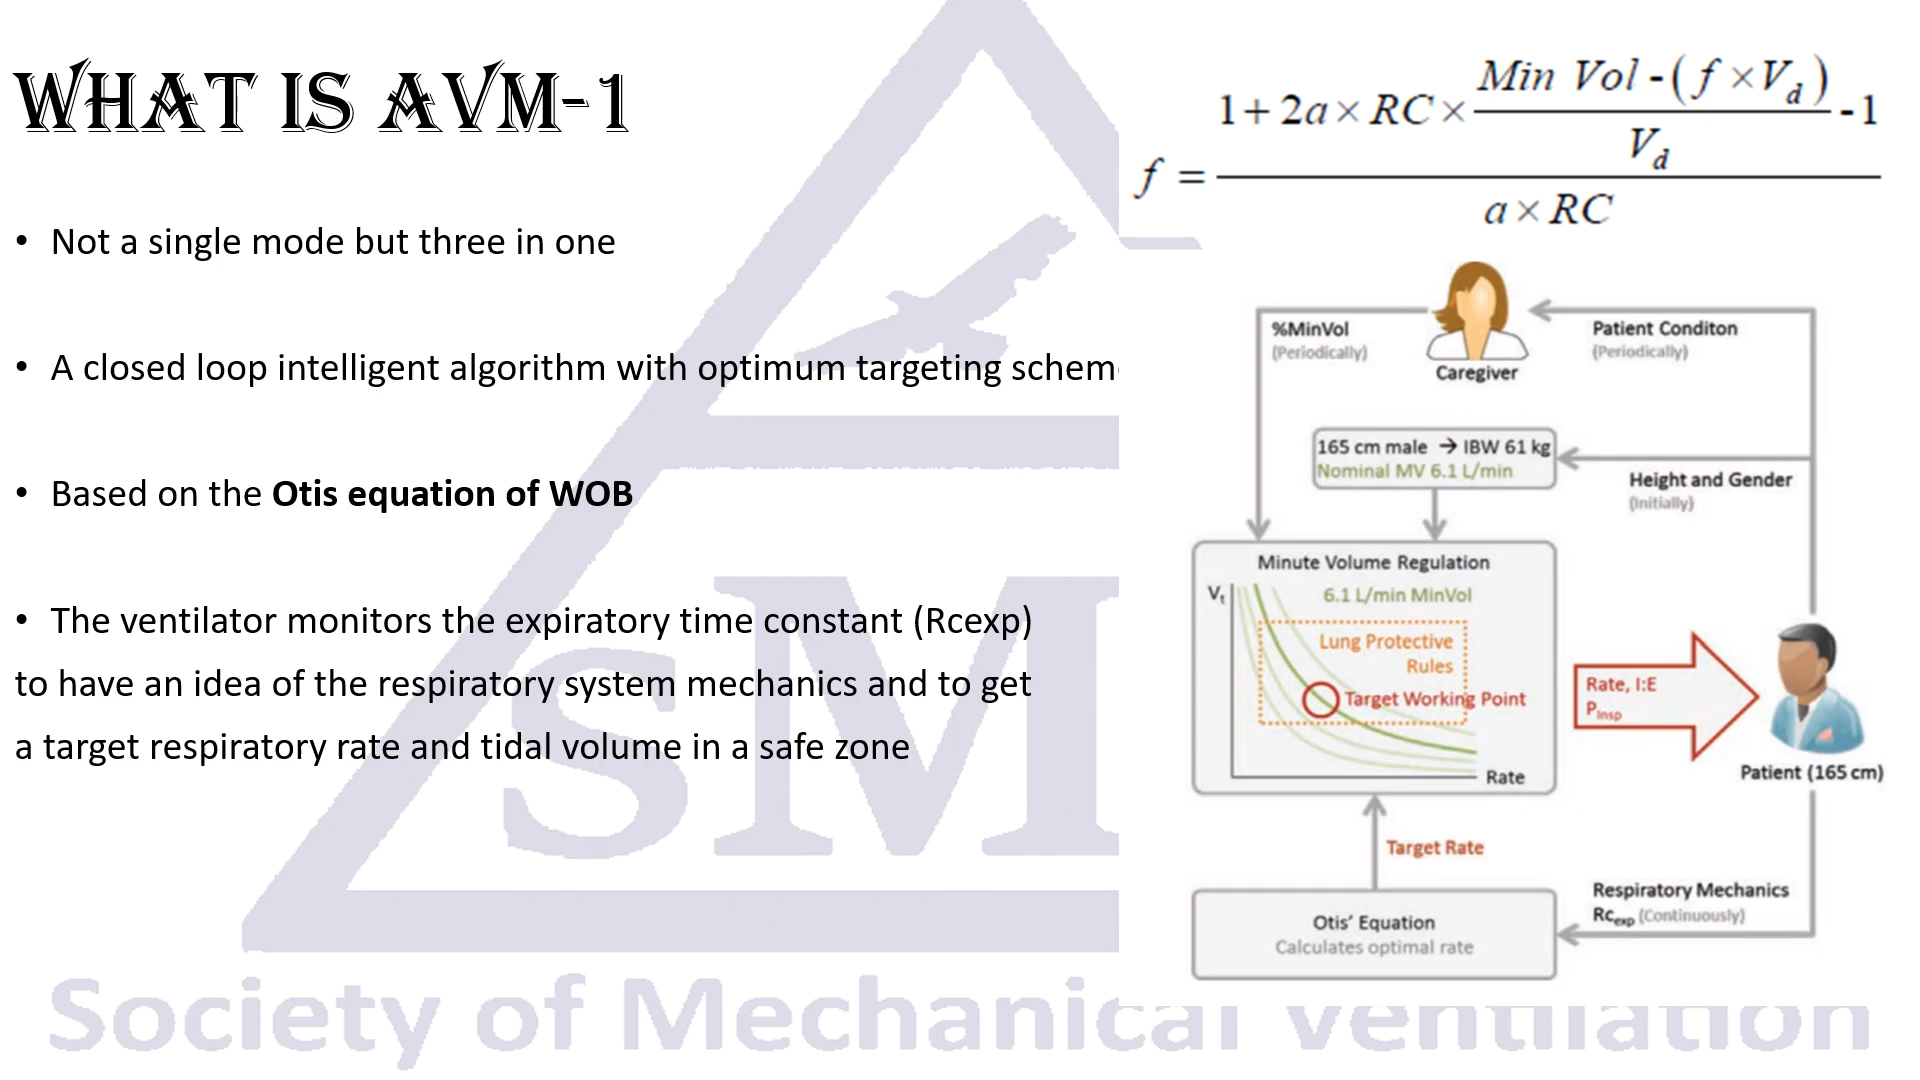 WHAT IS AVM-1
• Not a single mode but three in one
• A closed loop intelligent algorithm with optimum targeting schem
• Based on the Otis equation of WOB
• The ventilator monitors the expiratory time constant (Rcexp)
to have an idea of the respiratory system mechanics and to get
a target respiratory rate and tidal volume in a safe zone
f = (1 + 2a × RC × (Min Vol - (f × Vd)) / Vd - 1) / (a × RC)
%MinVol
(Periodically)
Caregiver
Patient Conditon
(Periodically)
165 cm male → IBW 61 kg
Nominal MV 6.1 L/min
Height and Gender
(Initially)
Minute Volume Regulation
Vt
6.1 L/min MinVol
Lung Protective
Rules
Target Working Point
Rate
Rate, I:E
PInsp
Patient (165 cm)
Target Rate
Otis' Equation
Calculates optimal rate
Respiratory Mechanics
Rcexp (Continuously)
SM
Society of Mechanical Ventilation